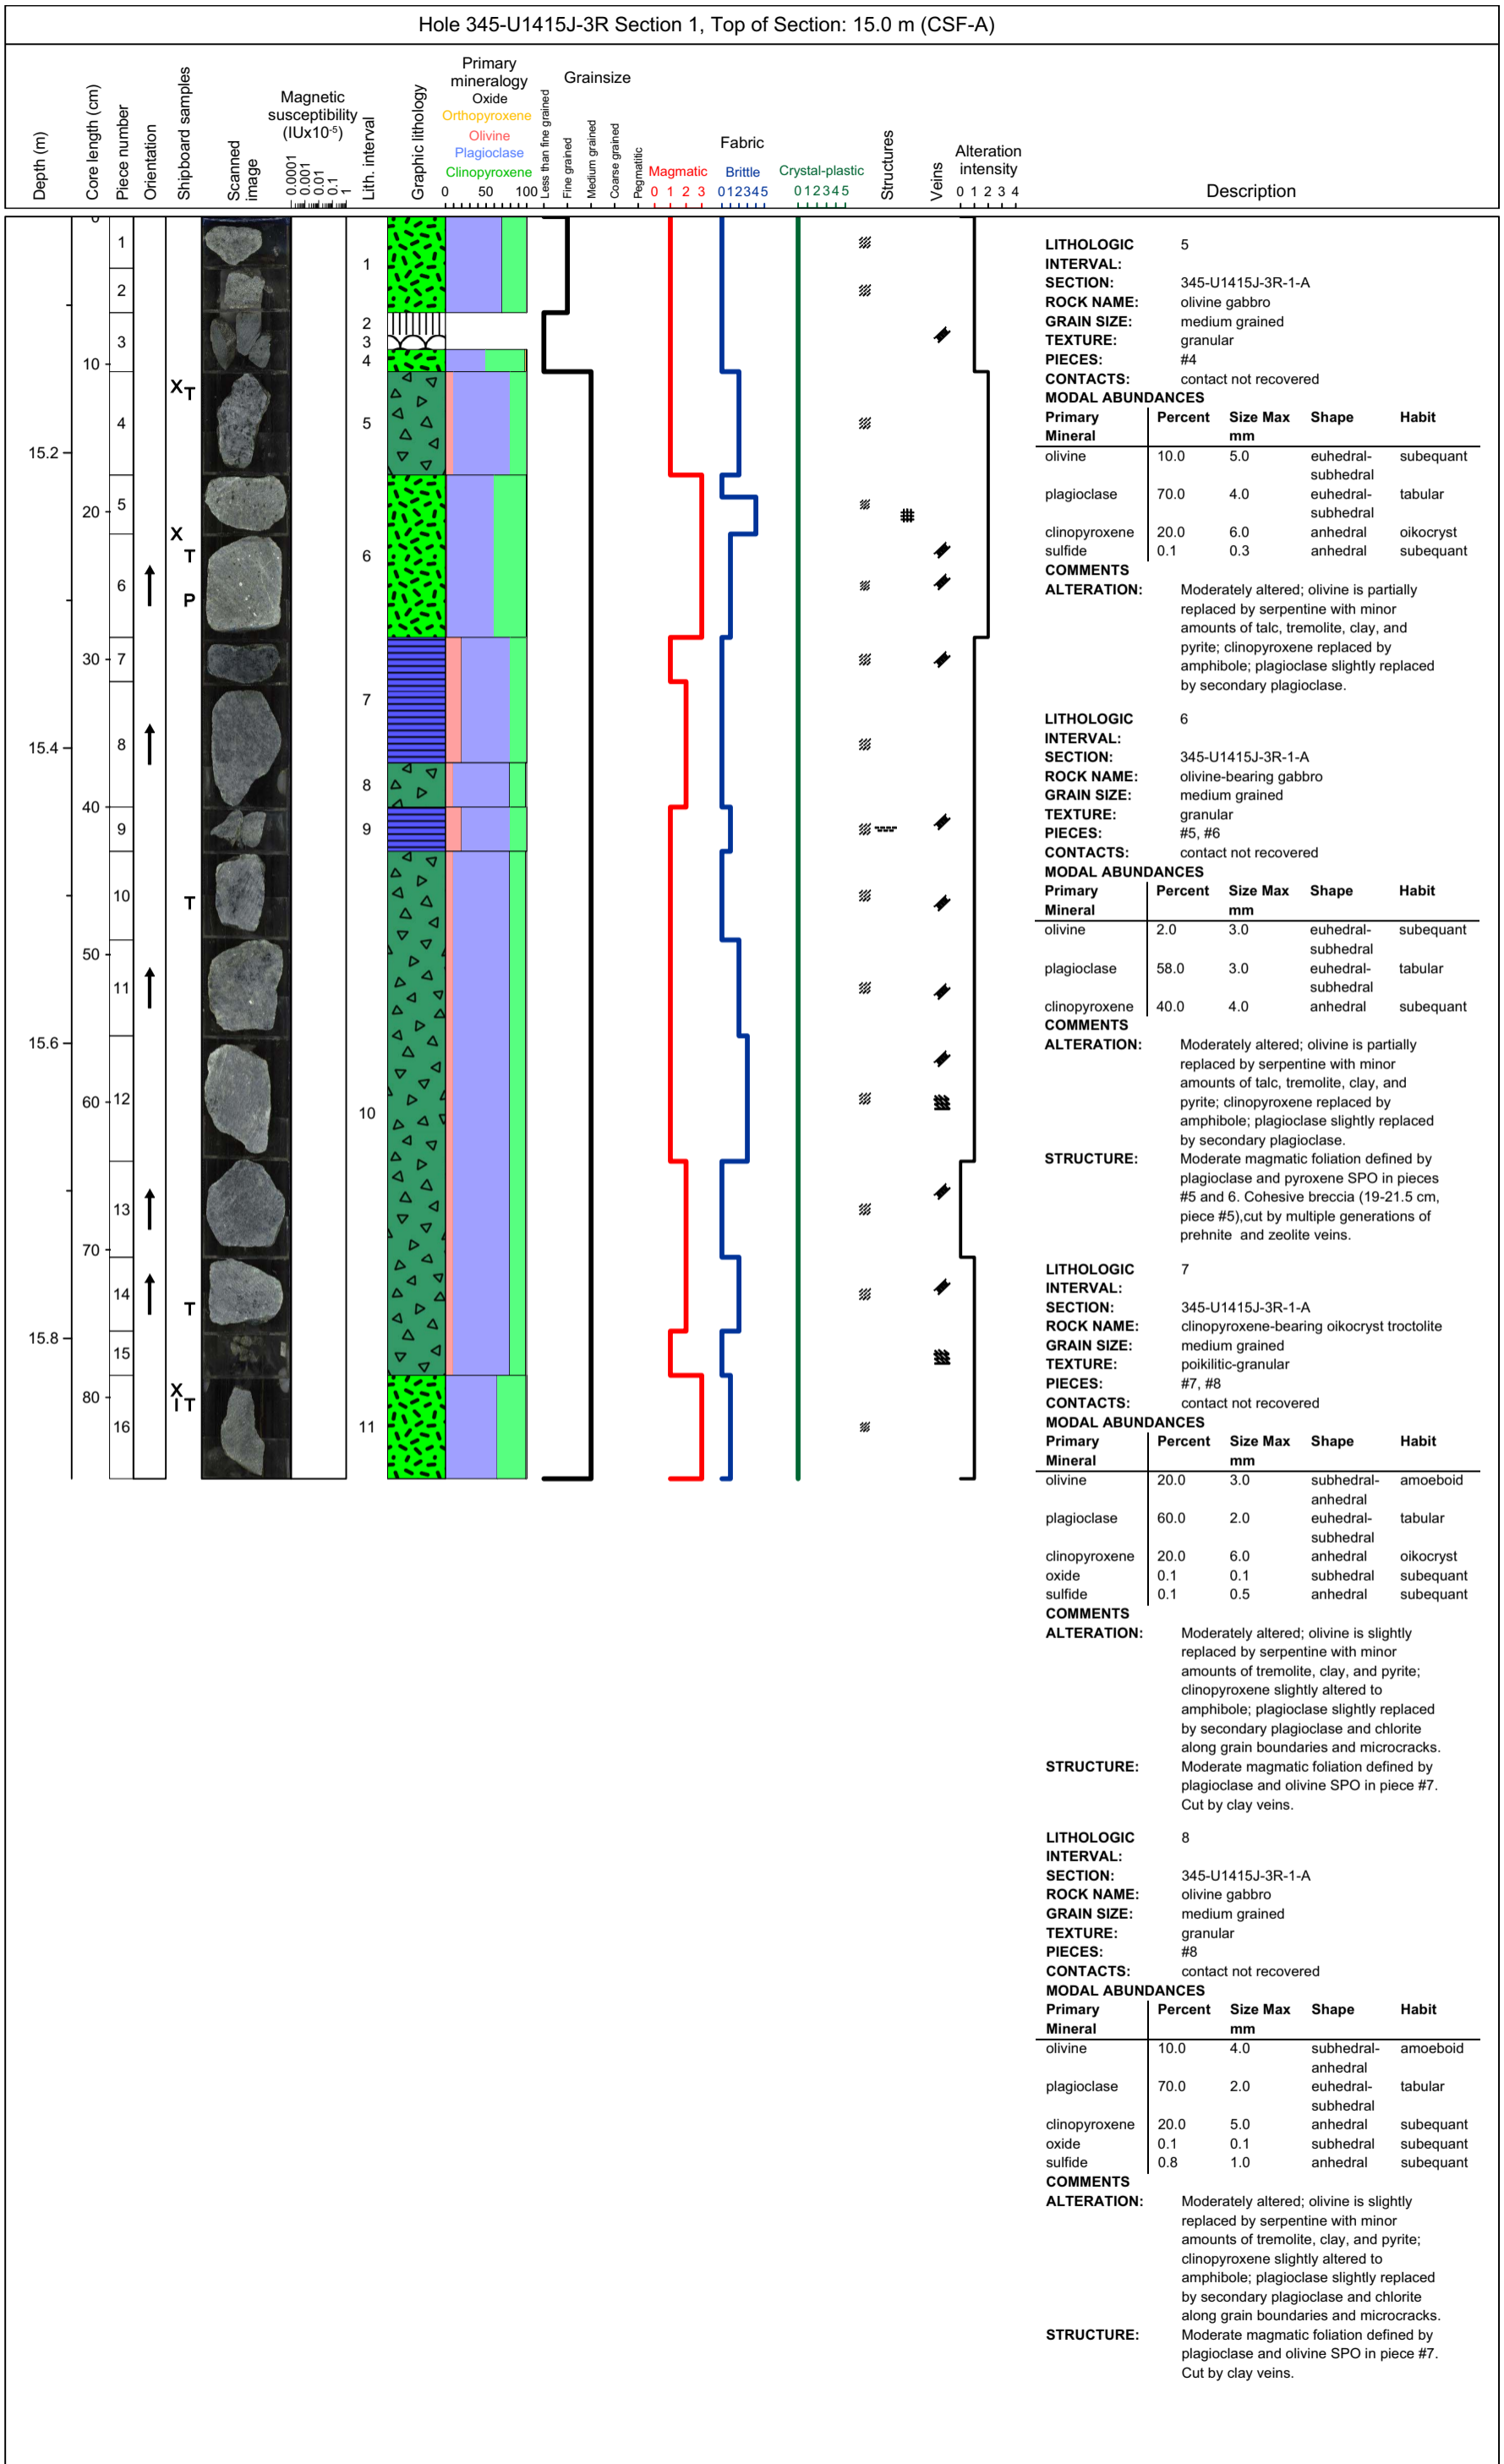 Hole 345-U1415J-3R Section 1, Top of Section: 15.0 m (CSF-A)
Depth (m)
Core length (cm)
Piece number
Orientation
Shipboard samples
Scanned
image
Magnetic
susceptibility
(IUx10-5)
0.0001
0.001
0.01
0.1
1
Lith. interval
Graphic lithology
Primary
mineralogy
Oxide
Orthopyroxene
Olivine
Plagioclase
Clinopyroxene
0 50 100
Grainsize
Less than fine grained
Fine grained
Medium grained
Coarse grained
Pegmatitic
Fabric
Magmatic
0 1 2 3
Brittle
012345
Crystal-plastic
012345
Structures
Veins
Alteration
intensity
0 1 2 3 4
Description
15.2
15.4
15.6
15.8
0
10
20
30
40
50
60
70
80
1
2
3
4
5
6
7
8
9
10
11
12
13
14
15
16
X T
X
T
P
T
T
X
I T
1
2
3
4
5
6
7
8
9
10
11
LITHOLOGIC 5
INTERVAL:
SECTION: 345-U1415J-3R-1-A
ROCK NAME: olivine gabbro
GRAIN SIZE: medium grained
TEXTURE: granular
PIECES: #4
CONTACTS: contact not recovered
MODAL ABUNDANCES
Primary Percent Size Max Shape Habit
Mineral mm
olivine 10.0 5.0 euhedral- subequant
subhedral
plagioclase 70.0 4.0 euhedral- tabular
subhedral
clinopyroxene 20.0 6.0 anhedral oikocryst
sulfide 0.1 0.3 anhedral subequant
COMMENTS
ALTERATION: Moderately altered; olivine is partially
replaced by serpentine with minor
amounts of talc, tremolite, clay, and
pyrite; clinopyroxene replaced by
amphibole; plagioclase slightly replaced
by secondary plagioclase.
LITHOLOGIC 6
INTERVAL:
SECTION: 345-U1415J-3R-1-A
ROCK NAME: olivine-bearing gabbro
GRAIN SIZE: medium grained
TEXTURE: granular
PIECES: #5, #6
CONTACTS: contact not recovered
MODAL ABUNDANCES
Primary Percent Size Max Shape Habit
Mineral mm
olivine 2.0 3.0 euhedral- subequant
subhedral
plagioclase 58.0 3.0 euhedral- tabular
subhedral
clinopyroxene 40.0 4.0 anhedral subequant
COMMENTS
ALTERATION: Moderately altered; olivine is partially
replaced by serpentine with minor
amounts of talc, tremolite, clay, and
pyrite; clinopyroxene replaced by
amphibole; plagioclase slightly replaced
by secondary plagioclase.
STRUCTURE: Moderate magmatic foliation defined by
plagioclase and pyroxene SPO in pieces
#5 and 6. Cohesive breccia (19-21.5 cm,
piece #5),cut by multiple generations of
prehnite and zeolite veins.
LITHOLOGIC 7
INTERVAL:
SECTION: 345-U1415J-3R-1-A
ROCK NAME: clinopyroxene-bearing oikocryst troctolite
GRAIN SIZE: medium grained
TEXTURE: poikilitic-granular
PIECES: #7, #8
CONTACTS: contact not recovered
MODAL ABUNDANCES
Primary Percent Size Max Shape Habit
Mineral mm
olivine 20.0 3.0 subhedral- amoeboid
anhedral
plagioclase 60.0 2.0 euhedral- tabular
subhedral
clinopyroxene 20.0 6.0 anhedral oikocryst
oxide 0.1 0.1 subhedral subequant
sulfide 0.1 0.5 anhedral subequant
COMMENTS
ALTERATION: Moderately altered; olivine is slightly
replaced by serpentine with minor
amounts of tremolite, clay, and pyrite;
clinopyroxene slightly altered to
amphibole; plagioclase slightly replaced
by secondary plagioclase and chlorite
along grain boundaries and microcracks.
STRUCTURE: Moderate magmatic foliation defined by
plagioclase and olivine SPO in piece #7.
Cut by clay veins.
LITHOLOGIC 8
INTERVAL:
SECTION: 345-U1415J-3R-1-A
ROCK NAME: olivine gabbro
GRAIN SIZE: medium grained
TEXTURE: granular
PIECES: #8
CONTACTS: contact not recovered
MODAL ABUNDANCES
Primary Percent Size Max Shape Habit
Mineral mm
olivine 10.0 4.0 subhedral- amoeboid
anhedral
plagioclase 70.0 2.0 euhedral- tabular
subhedral
clinopyroxene 20.0 5.0 anhedral subequant
oxide 0.1 0.1 subhedral subequant
sulfide 0.8 1.0 anhedral subequant
COMMENTS
ALTERATION: Moderately altered; olivine is slightly
replaced by serpentine with minor
amounts of tremolite, clay, and pyrite;
clinopyroxene slightly altered to
amphibole; plagioclase slightly replaced
by secondary plagioclase and chlorite
along grain boundaries and microcracks.
STRUCTURE: Moderate magmatic foliation defined by
plagioclase and olivine SPO in piece #7.
Cut by clay veins.